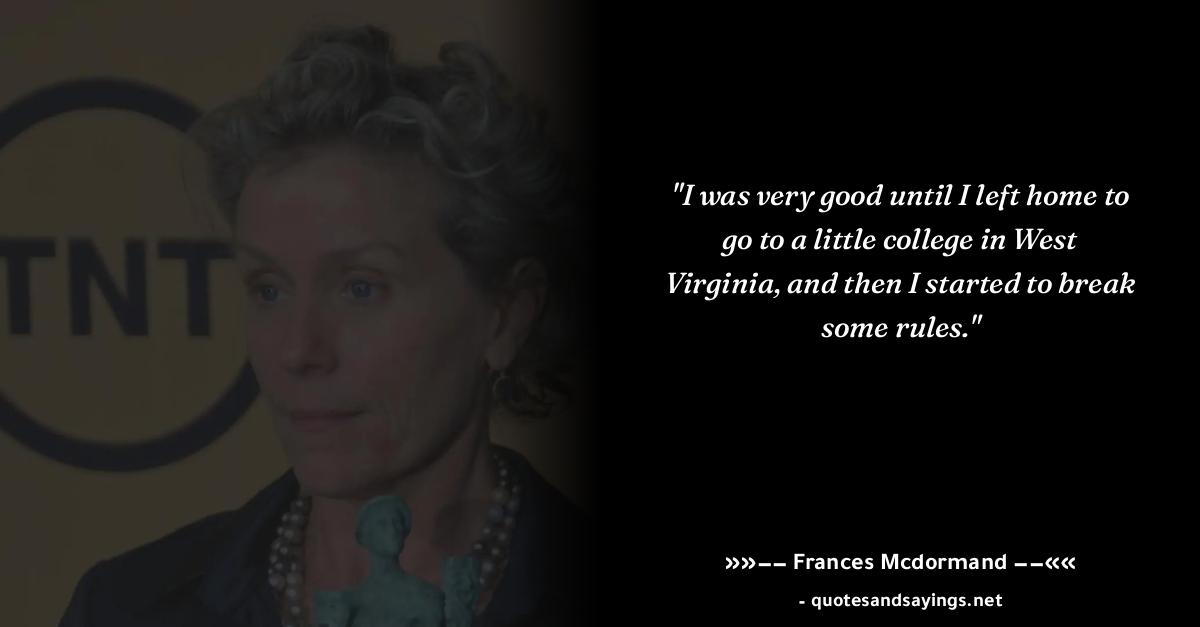 TNT
"I was very good until I left home to
go to a little college in West
Virginia, and then I started to break
some rules."
»»−− Frances Mcdormand −−««
- quotesandsayings.net